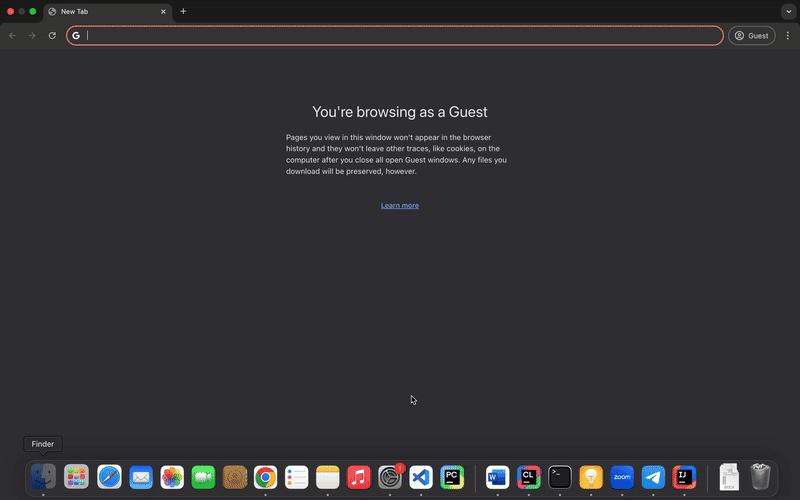 New Tab
G
Guest
You're browsing as a Guest
Pages you view in this window won't appear in the browser
history and they won't leave other traces, like cookies, on the
computer after you close all open Guest windows. Any files you
download will be preserved, however.
Learn more
Finder
1
W
PC
CL
>_
zoom
IJ
DOCX